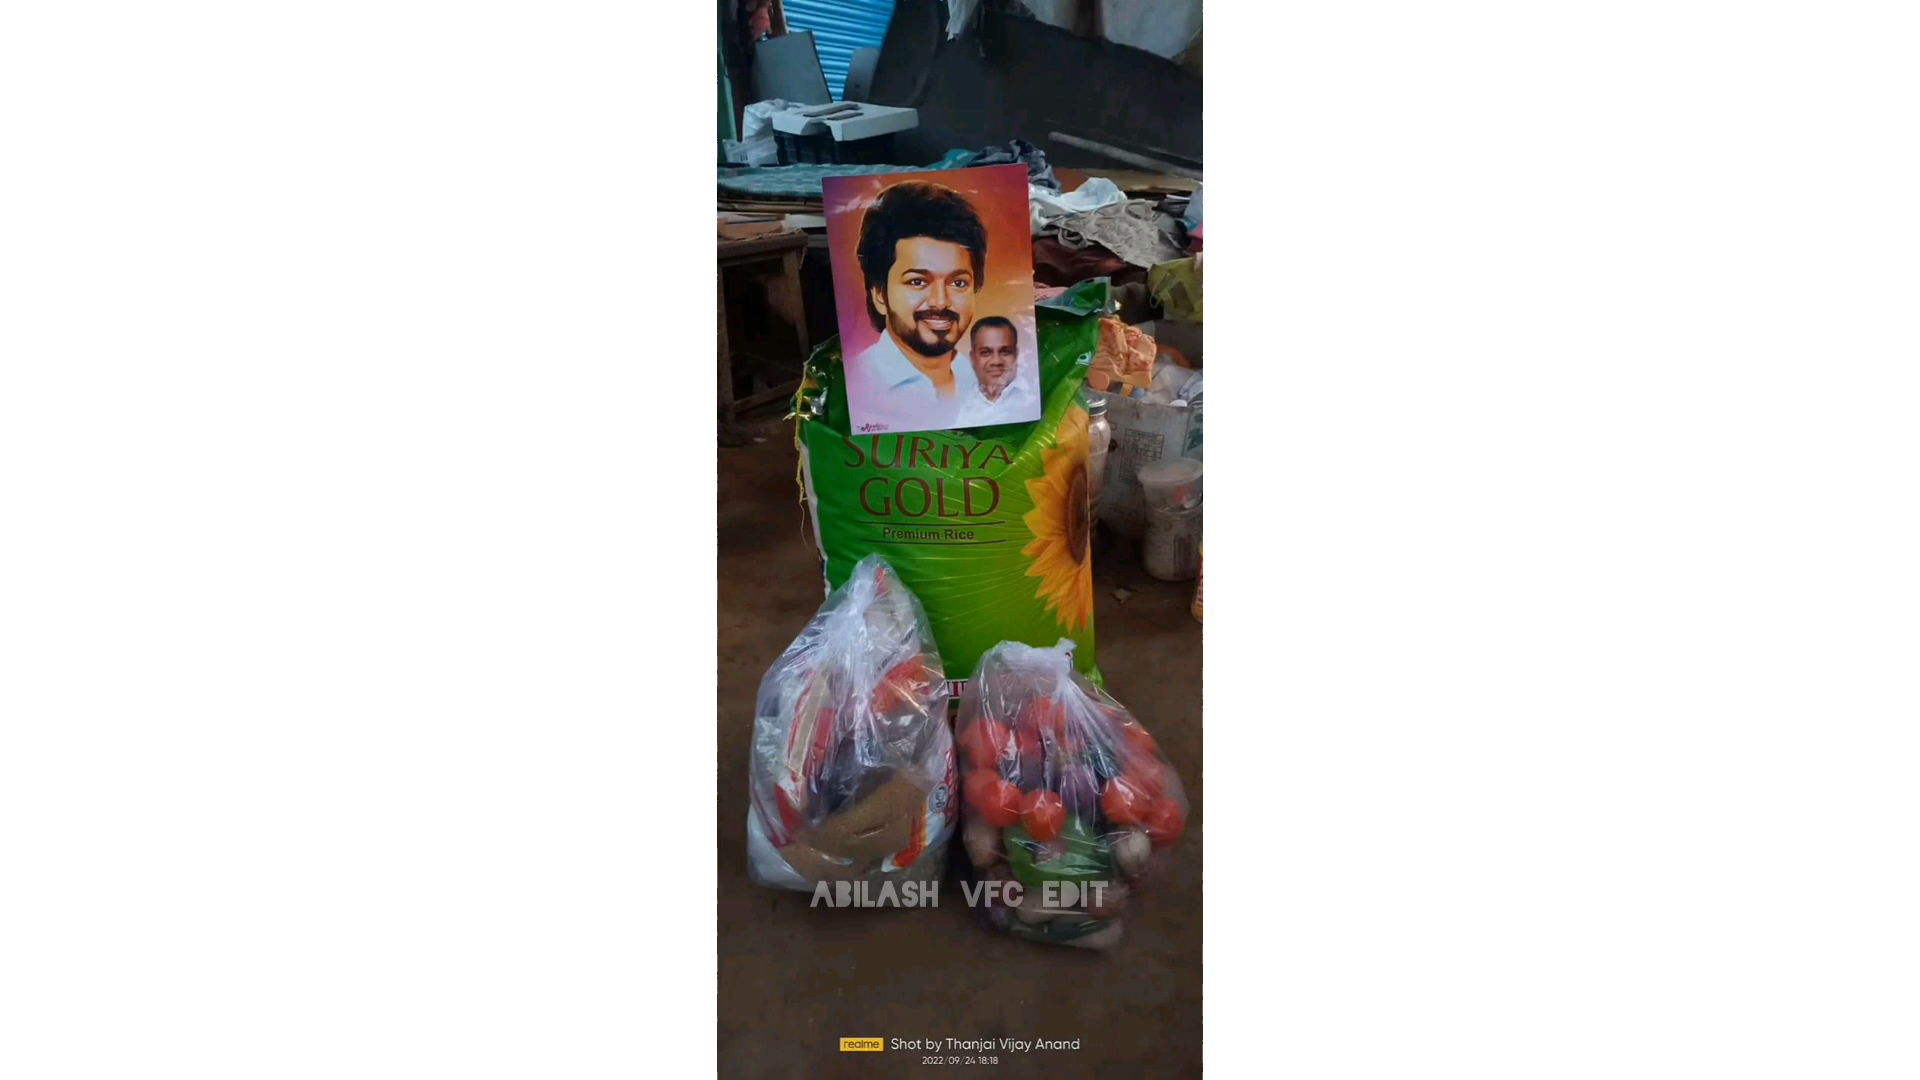 SURIYA
GOLD
Premium Rice
ABILASH VFC EDIT
realme Shot by Thanjai Vijay Anand
2022/09/24 18:18